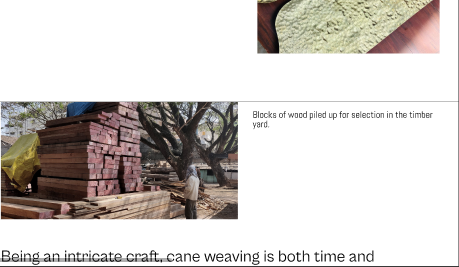 Blocks of wood piled up for selection in the timber
yard.
Being an intricate craft, cane weaving is both time and